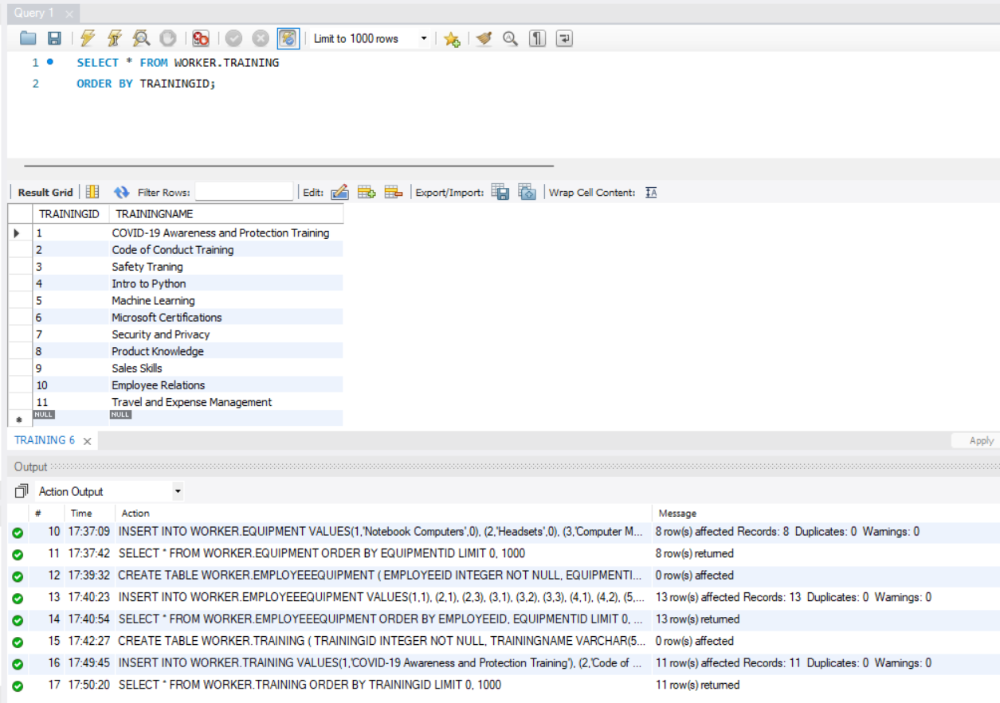 Query 1
Limit to 1000 rows
1 SELECT * FROM WORKER.TRAINING
2 ORDER BY TRAININGID;
Result Grid Filter Rows: Edit: Export/Import: Wrap Cell Content:
TRAININGID TRAININGNAME
1 COVID-19 Awareness and Protection Training
2 Code of Conduct Training
3 Safety Traning
4 Intro to Python
5 Machine Learning
6 Microsoft Certifications
7 Security and Privacy
8 Product Knowledge
9 Sales Skills
10 Employee Relations
11 Travel and Expense Management
NULL NULL
TRAINING 6 Apply
Output
Action Output
# Time Action Message
10 17:37:09 INSERT INTO WORKER.EQUIPMENT VALUES(1,'Notebook Computers',0), (2,'Headsets',0), (3,'Computer M... 8 row(s) affected Records: 8 Duplicates: 0 Warnings: 0
11 17:37:42 SELECT * FROM WORKER.EQUIPMENT ORDER BY EQUIPMENTID LIMIT 0, 1000 8 row(s) returned
12 17:39:32 CREATE TABLE WORKER.EMPLOYEEEQUIPMENT ( EMPLOYEEID INTEGER NOT NULL, EQUIPMENTI... 0 row(s) affected
13 17:40:23 INSERT INTO WORKER.EMPLOYEEEQUIPMENT VALUES(1,1), (2,1), (2,3), (3,1), (3,2), (3,3), (4,1), (4,2), (5,... 13 row(s) affected Records: 13 Duplicates: 0 Warnings: 0
14 17:40:54 SELECT * FROM WORKER.EMPLOYEEEQUIPMENT ORDER BY EMPLOYEEID, EQUIPMENTID LIMIT 0, ... 13 row(s) returned
15 17:42:27 CREATE TABLE WORKER.TRAINING ( TRAININGID INTEGER NOT NULL, TRAININGNAME VARCHAR(5... 0 row(s) affected
16 17:49:45 INSERT INTO WORKER.TRAINING VALUES(1,'COVID-19 Awareness and Protection Training'), (2,'Code of ... 11 row(s) affected Records: 11 Duplicates: 0 Warnings: 0
17 17:50:20 SELECT * FROM WORKER.TRAINING ORDER BY TRAININGID LIMIT 0, 1000 11 row(s) returned